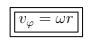 v_φ = ωr